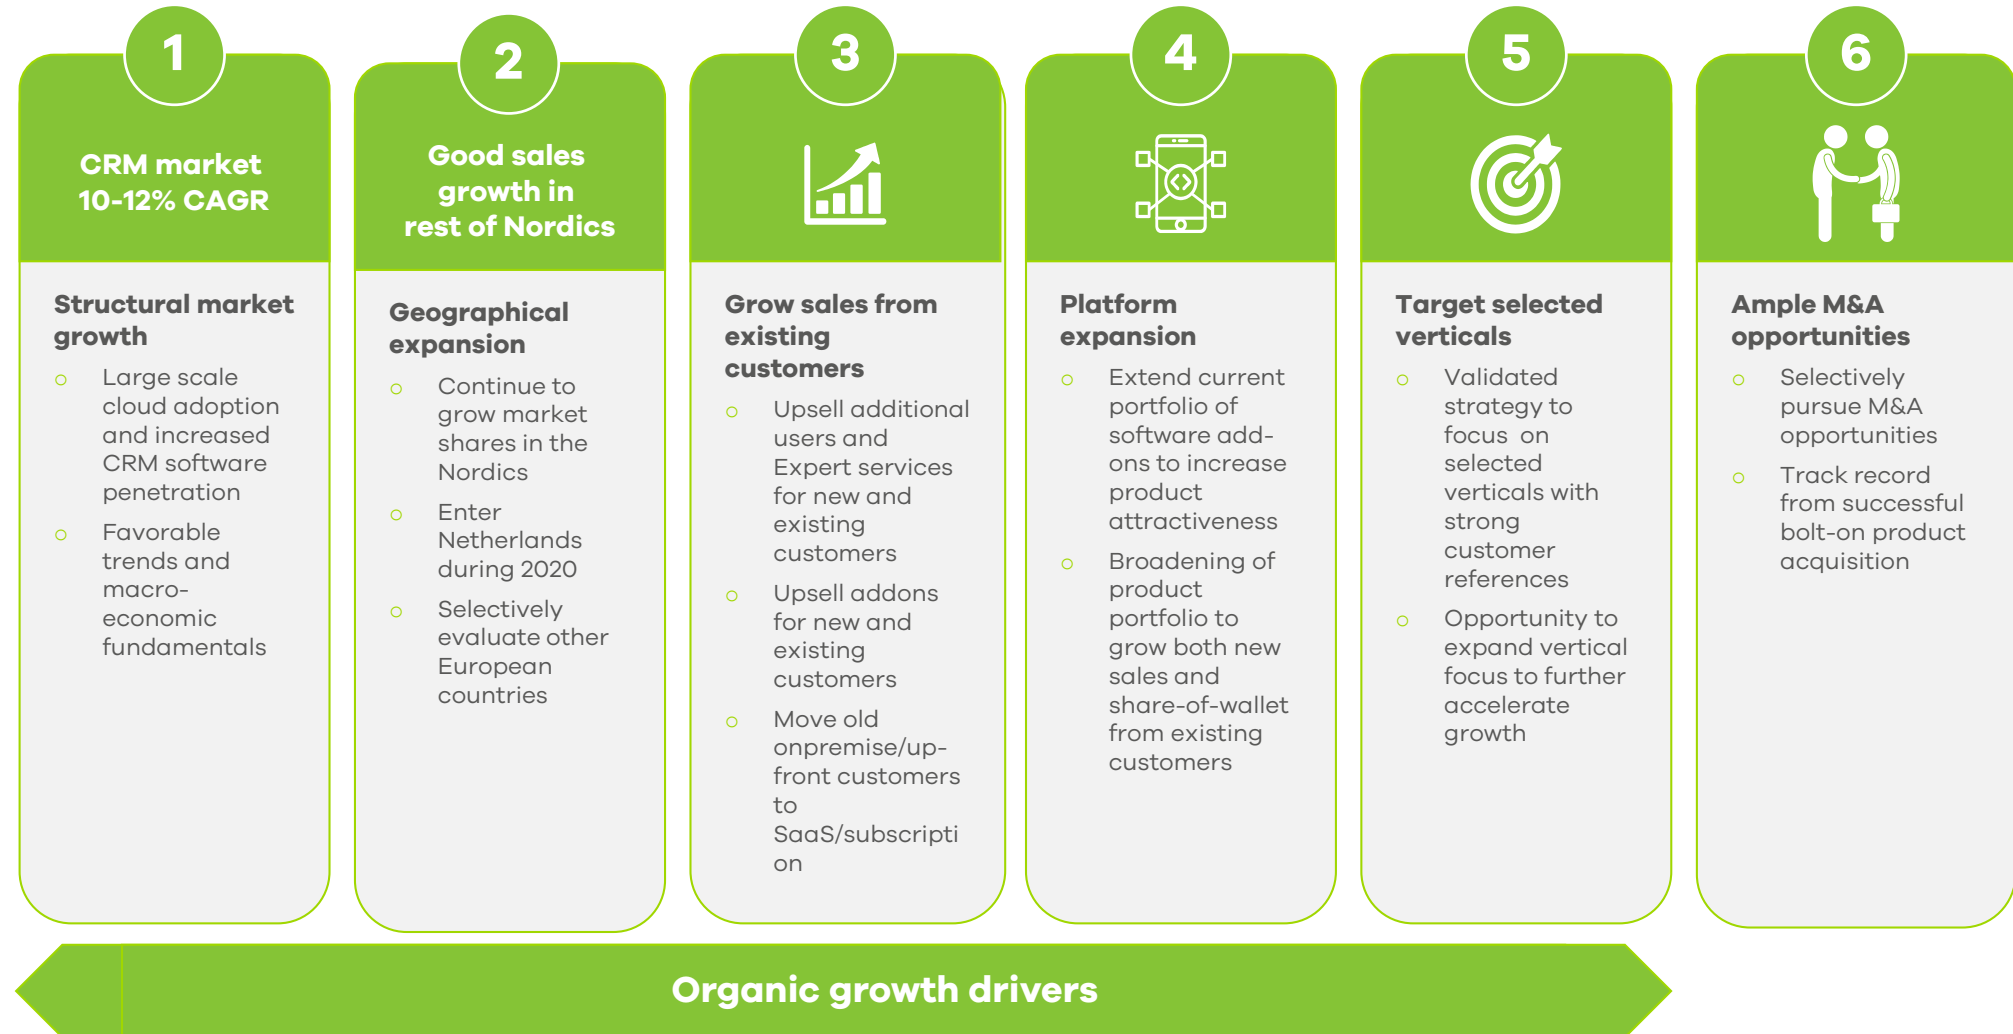 1
CRM market
10-12% CAGR
Structural market
growth
Large scale
cloud adoption
and increased
CRM software
penetration
Favorable
trends and
macro-
economic
fundamentals
2
Good sales
growth in
rest of Nordics
Geographical
expansion
Continue to
grow market
shares in the
Nordics
Enter
Netherlands
during 2020
Selectively
evaluate other
European
countries
3
Grow sales from
existing
customers
Upsell additional
users and
Expert services
for new and
existing
customers
Upsell addons
for new and
existing
customers
Move old
onpremise/up-
front customers
to
SaaS/subscripti
on
4
Platform
expansion
Extend current
portfolio of
software add-
ons to increase
product
attractiveness
Broadening of
product
portfolio to
grow both new
sales and
share-of-wallet
from existing
customers
5
Target selected
verticals
Validated
strategy to
focus on
selected
verticals with
strong
customer
references
Opportunity to
expand vertical
focus to further
accelerate
growth
6
Ample M&A
opportunities
Selectively
pursue M&A
opportunities
Track record
from successful
bolt-on product
acquisition
Organic growth drivers